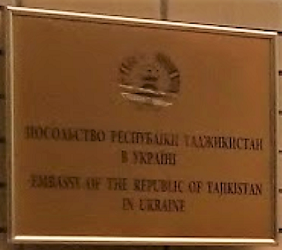 ПОСОЛЬСТВО РЕСПУБЛІКИ ТАДЖИКИСТАН
В УКРАЇНІ
EMBASSY OF THE REPUBLIC OF TAJIKISTAN
IN UKRAINE